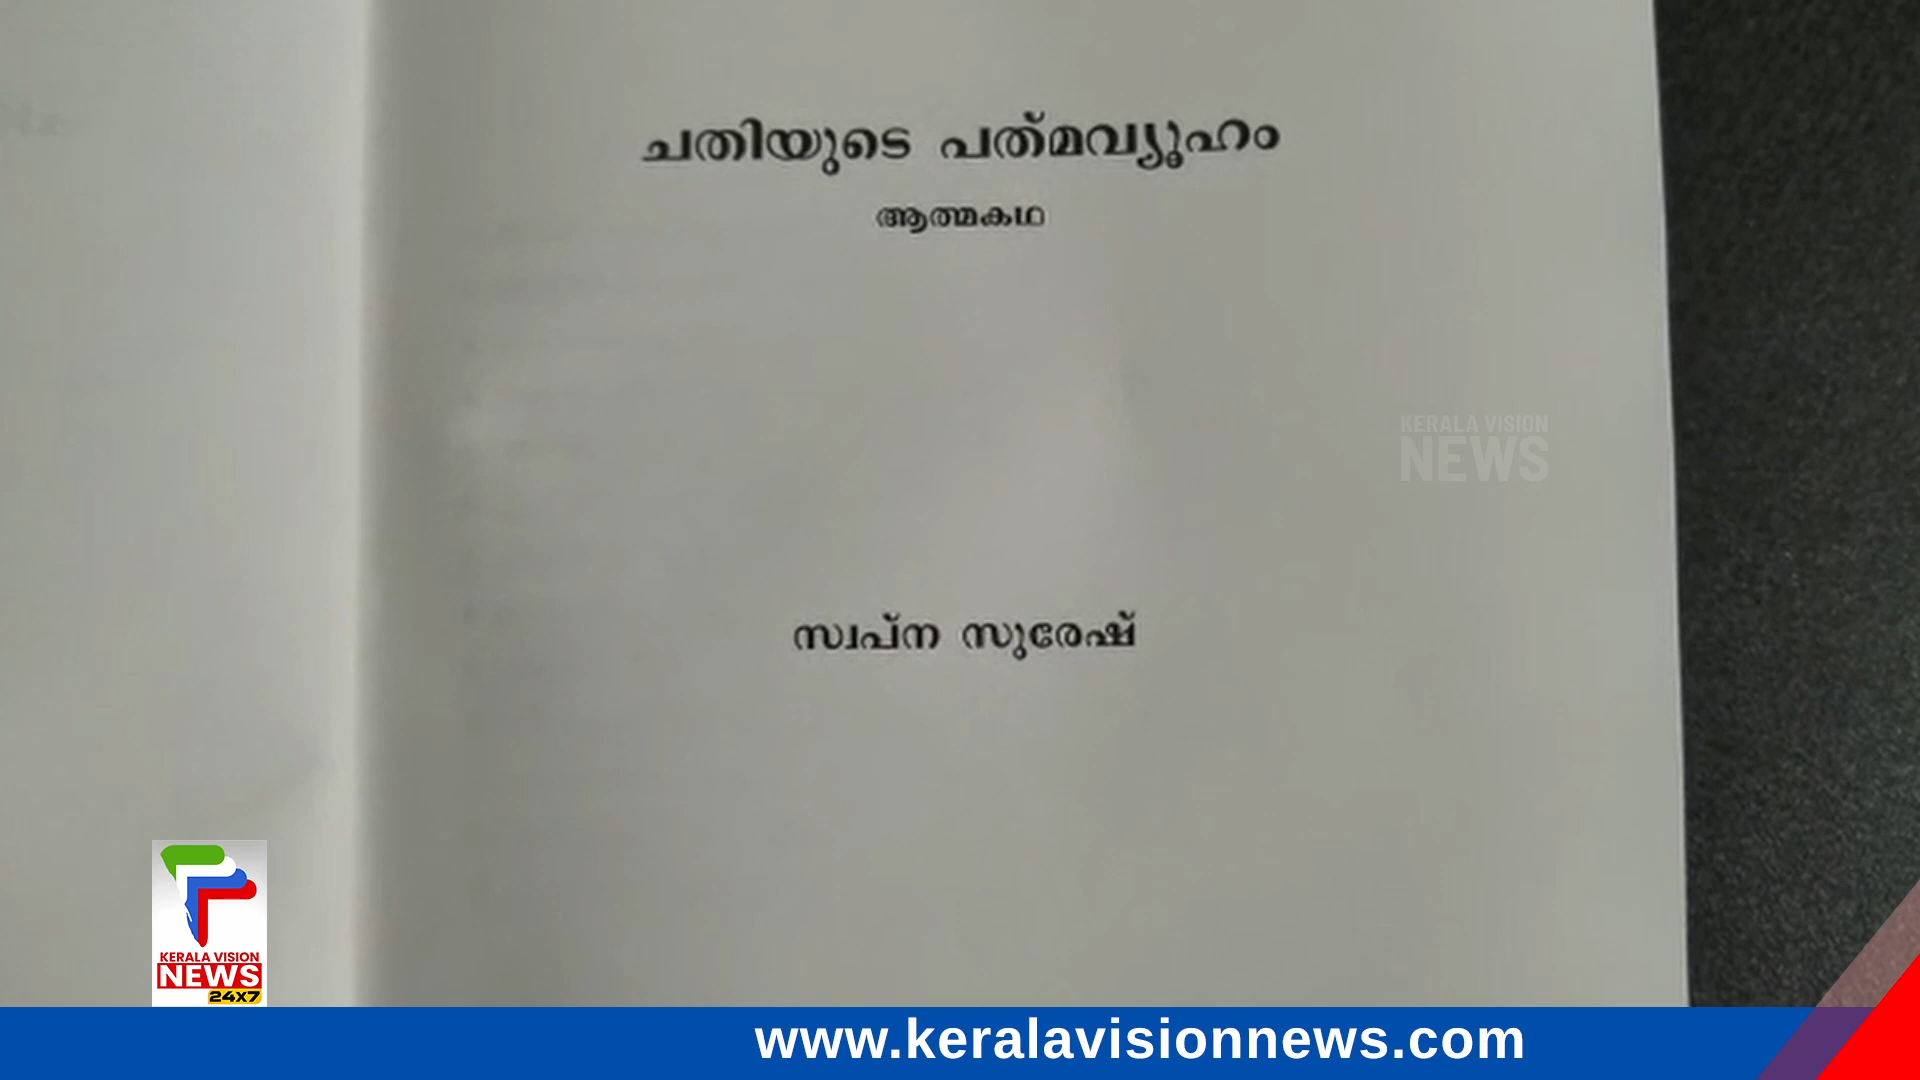 ചതിയുടെ പത്മവ്യൂഹം
ആത്മകഥ
KERALA VISION
NEWS
സ്വപ്ന സുരേഷ്
KERALA VISION
NEWS
24X7
www.keralavisionnews.com